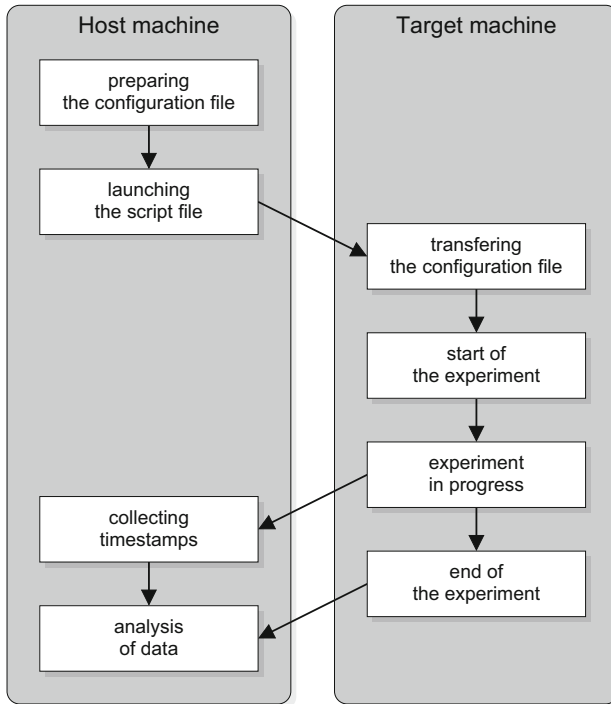 Host machine
Target machine
preparing
the configuration file
launching
the script file
transfering
the configuration file
start of
the experiment
experiment
in progress
collecting
timestamps
end of
the experiment
analysis
of data